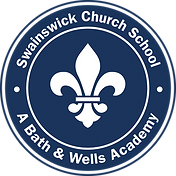 Swainswick Church School
A Bath & Wells Academy